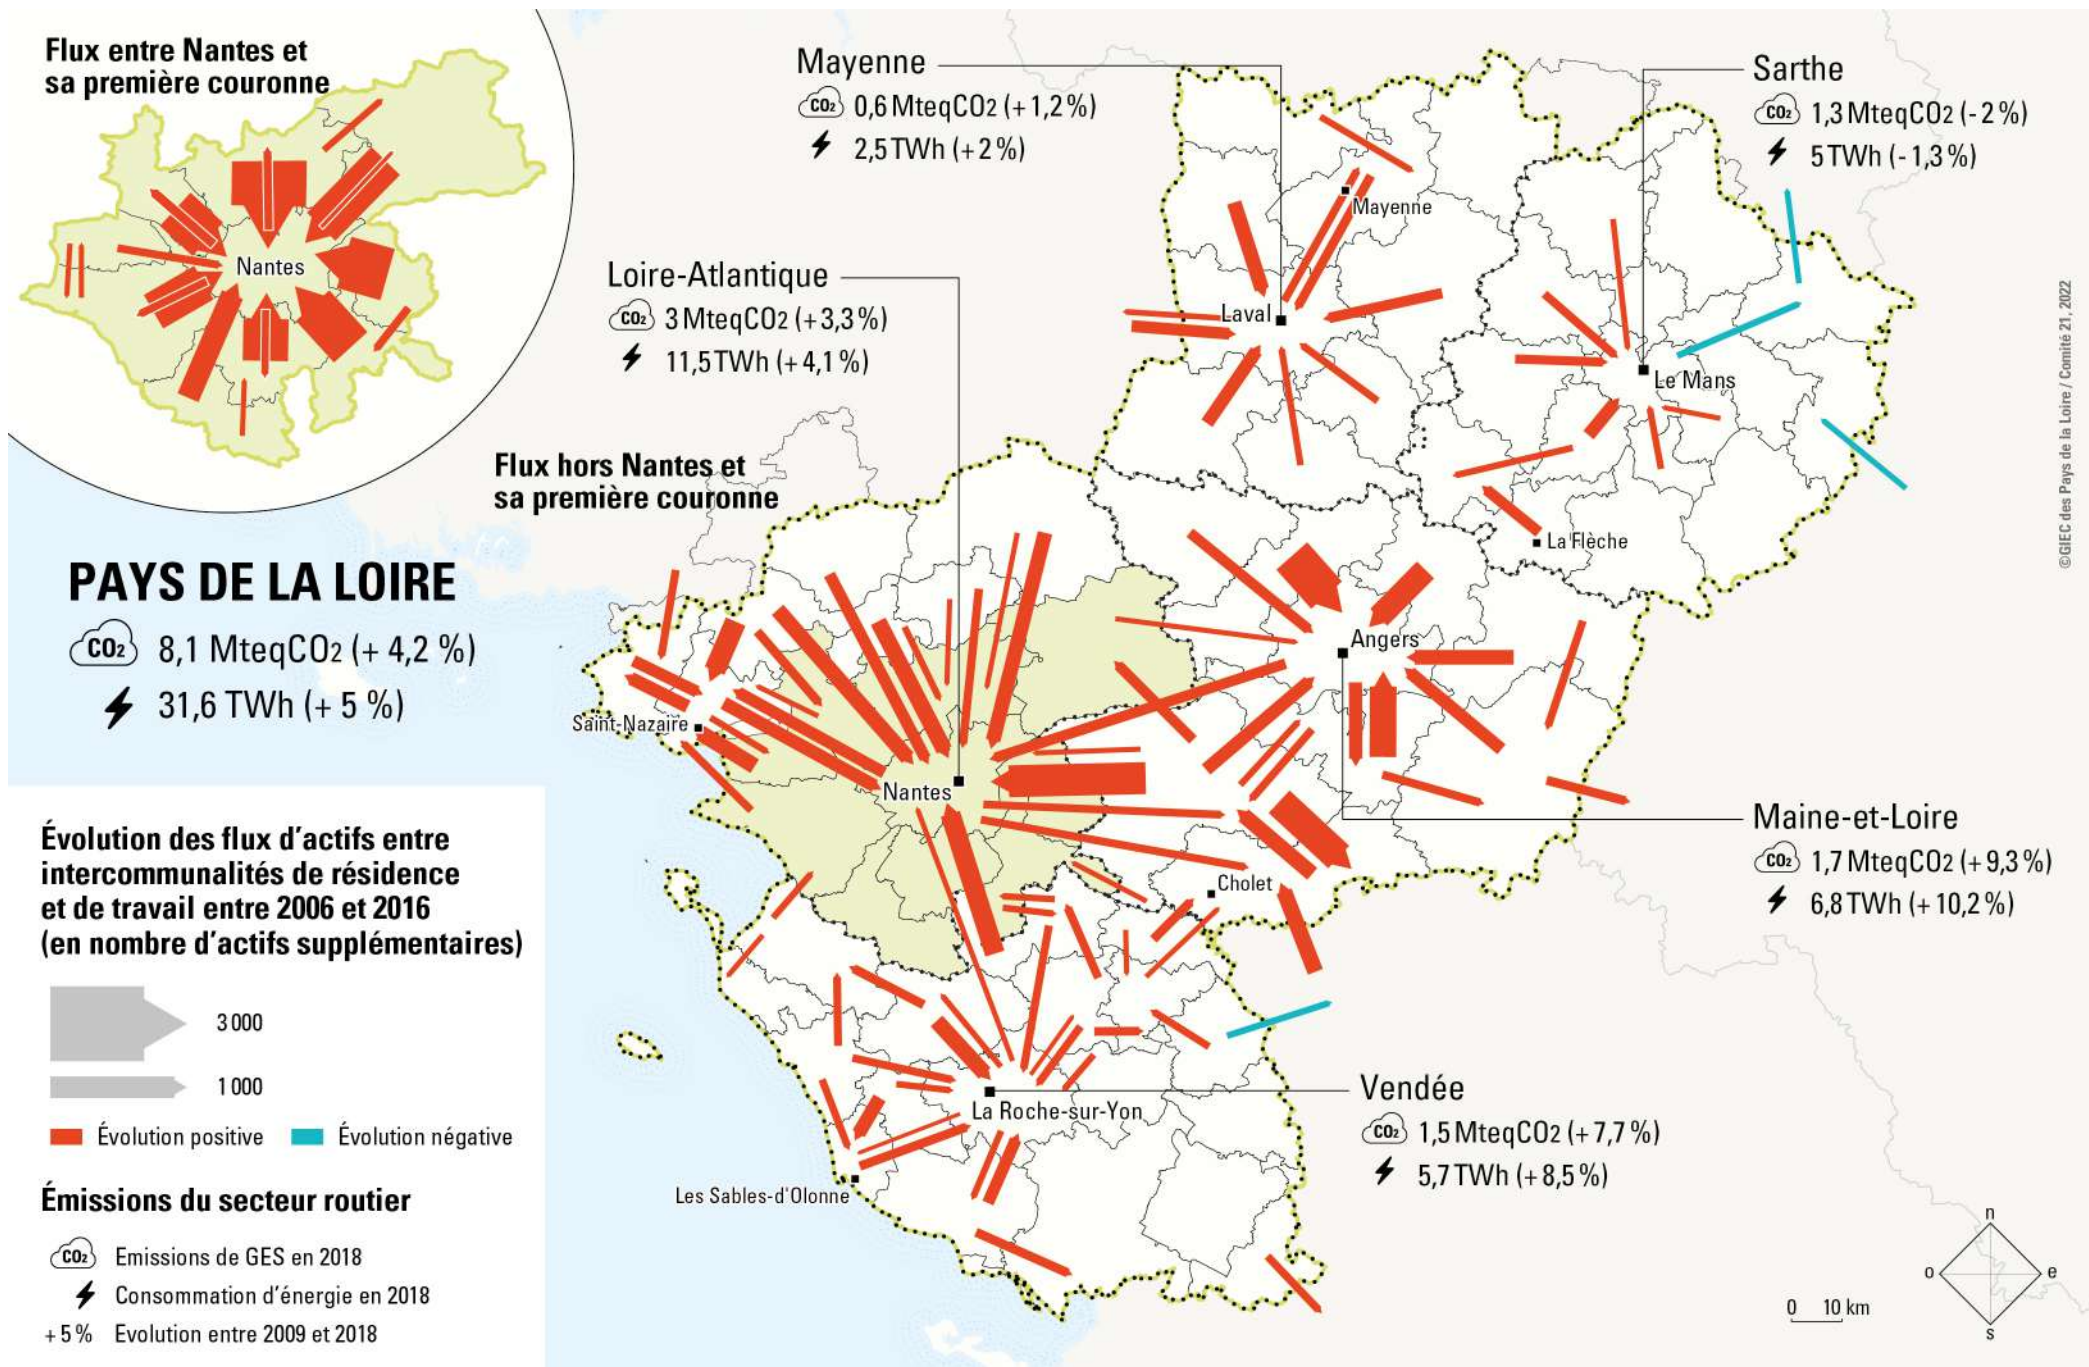 Flux entre Nantes et
sa première couronne
Nantes
Mayenne
CO2 0,6 MteqCO2 (+ 1,2 %)
2,5 TWh (+ 2 %)
Sarthe
CO2 1,3 MteqCO2 (- 2 %)
5 TWh (- 1,3 %)
Loire-Atlantique
CO2 3 MteqCO2 (+ 3,3 %)
11,5 TWh (+ 4,1 %)
Mayenne
Laval
Le Mans
La Flèche
Flux hors Nantes et
sa première couronne
PAYS DE LA LOIRE
CO2 8,1 MteqCO2 (+ 4,2 %)
31,6 TWh (+ 5 %)
Angers
Saint-Nazaire
Nantes
Cholet
Maine-et-Loire
CO2 1,7 MteqCO2 (+ 9,3 %)
6,8 TWh (+ 10,2 %)
Vendée
CO2 1,5 MteqCO2 (+ 7,7 %)
5,7 TWh (+ 8,5 %)
La Roche-sur-Yon
Les Sables-d'Olonne
Évolution des flux d'actifs entre
intercommunalités de résidence
et de travail entre 2006 et 2016
(en nombre d'actifs supplémentaires)
3 000
1 000
Évolution positive
Évolution négative
Émissions du secteur routier
CO2 Emissions de GES en 2018
Consommation d'énergie en 2018
+ 5 % Evolution entre 2009 et 2018
n
o
e
s
0 10 km
©GIEC des Pays de la Loire / Comité 21, 2022